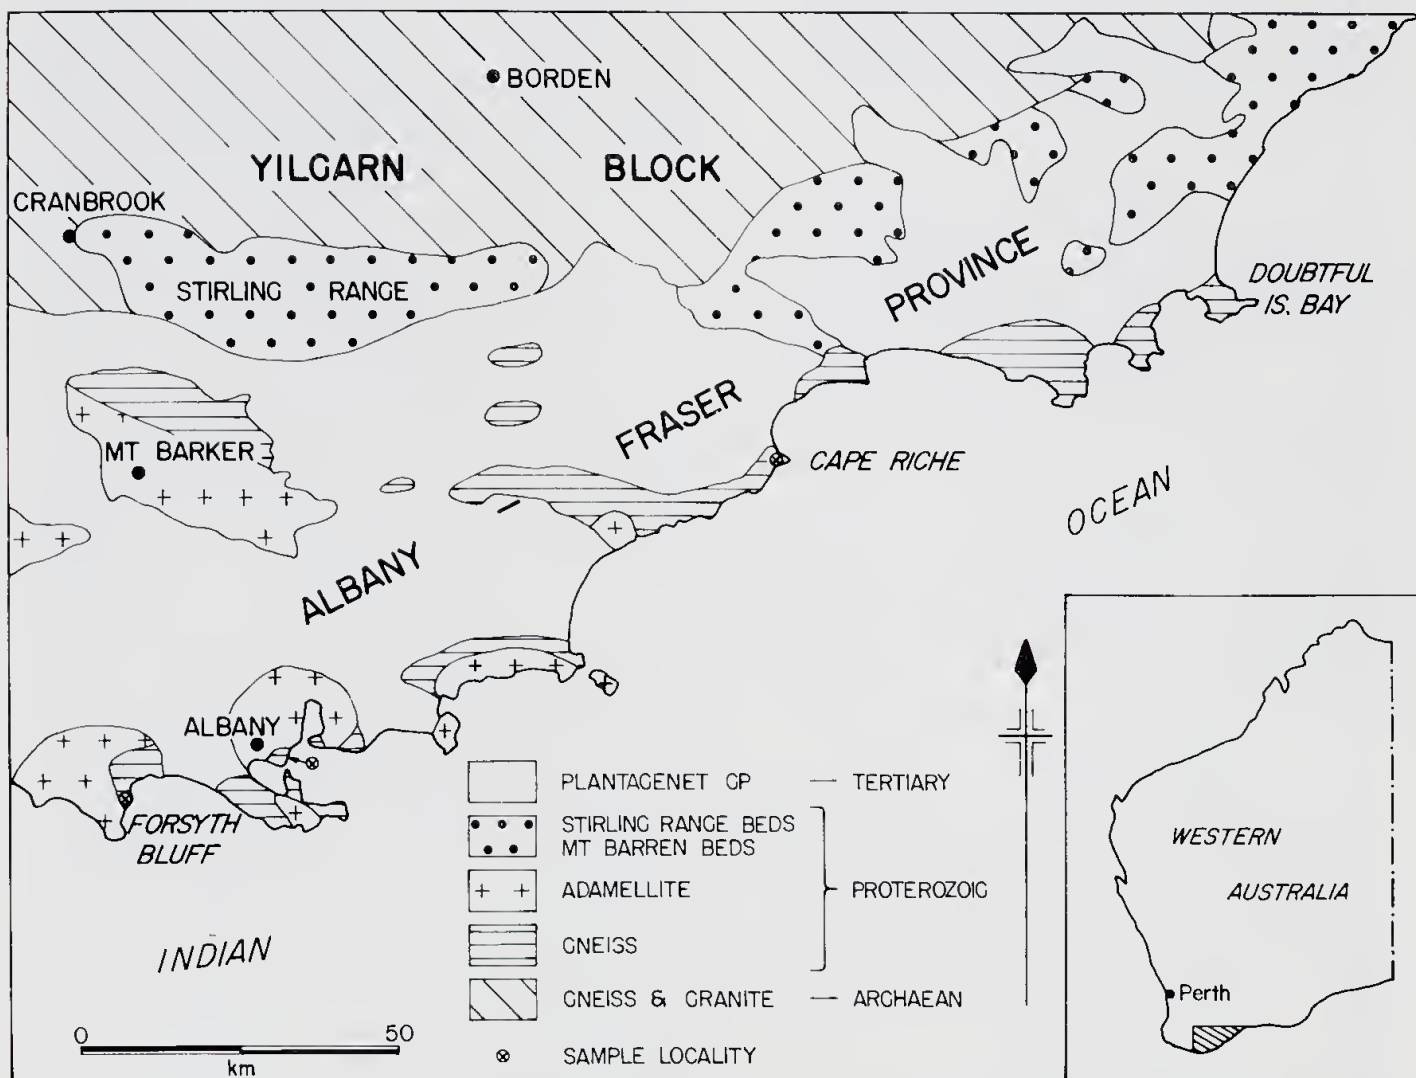 BORDEN
YILGARN BLOCK
CRANBROOK
STIRLING RANGE
PROVINCE
DOUBTFUL
IS. BAY
FRASER
MT BARKER
CAPE RICHE
OCEAN
ALBANY
ALBANY
FORSYTH
BLUFF
INDIAN
PLANTAGENET GP — TERTIARY
STIRLING RANGE BEDS
MT BARREN BEDS
ADAMELLITE
PROTEROZOIC
GNEISS
GNEISS & GRANITE — ARCHAEAN
SAMPLE LOCALITY
0 50
km
WESTERN
AUSTRALIA
Perth